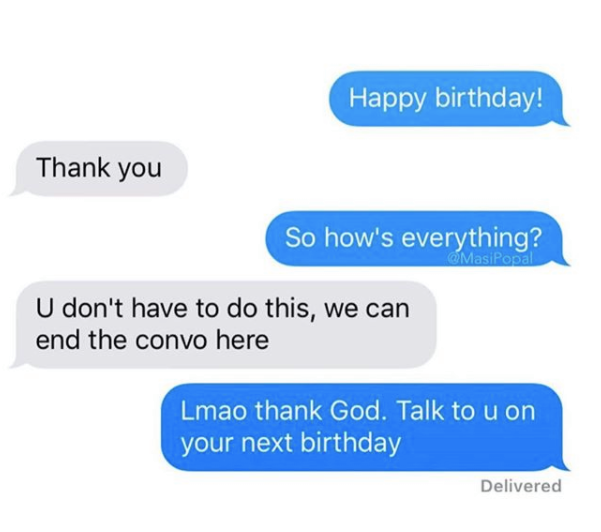 Happy birthday!
Thank you
So how's everything?
@MasiPopal
U don't have to do this, we can
end the convo here
Lmao thank God. Talk to u on
your next birthday
Delivered